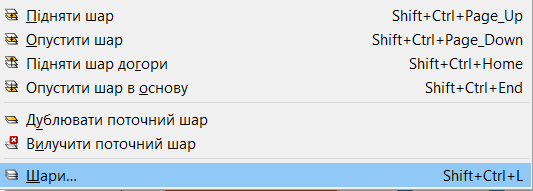 Підняти шар Shift+Ctrl+Page_Up
Опустити шар Shift+Ctrl+Page_Down
Підняти шар догори Shift+Ctrl+Home
Опустити шар в основу Shift+Ctrl+End
Дублювати поточний шар
Вилучити поточний шар
Шари... Shift+Ctrl+L